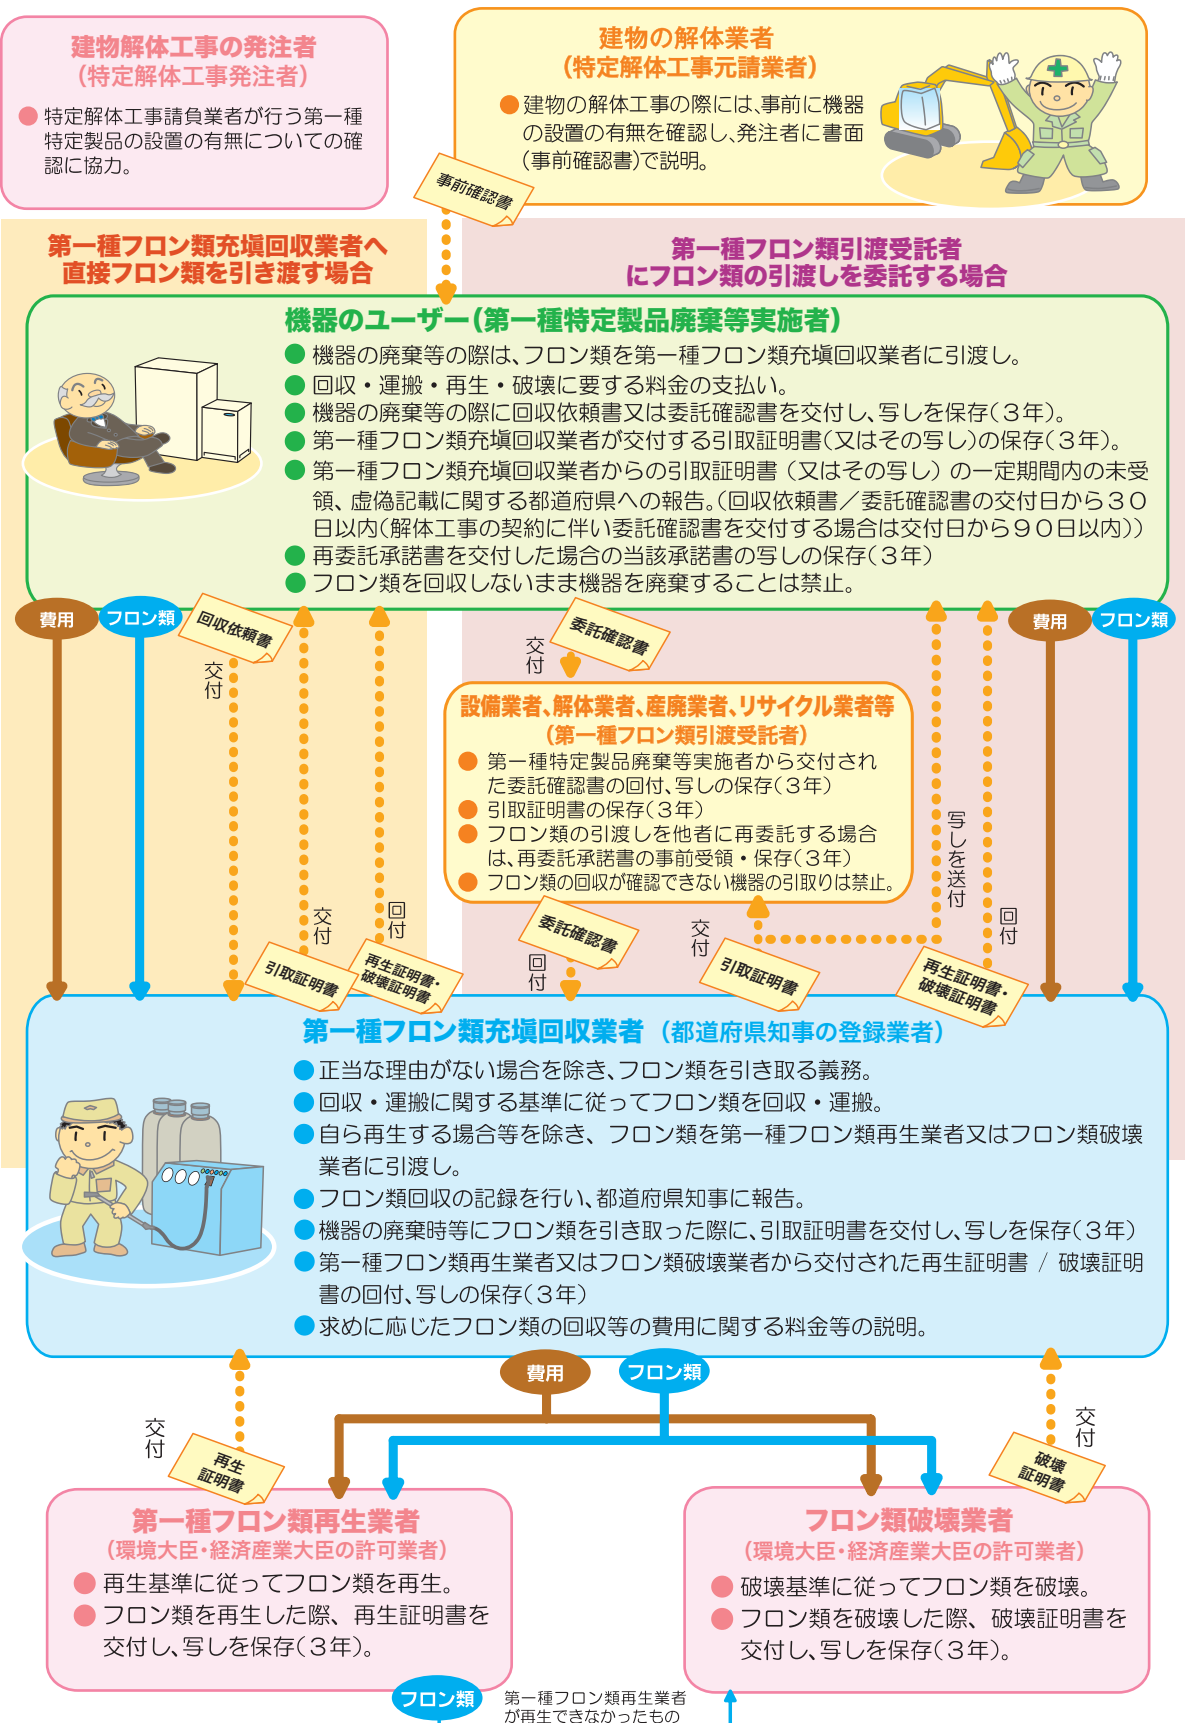 建物解体工事の発注者
（特定解体工事発注者）
● 特定解体工事請負業者が行う第一種
特定製品の設置の有無についての確
認に協力。
建物の解体業者
（特定解体工事元請業者）
● 建物の解体工事の際には、事前に機器
の設置の有無を確認し、発注者に書面
（事前確認書）で説明。
事前確認書
第一種フロン類充塡回収業者へ
直接フロン類を引き渡す場合
第一種フロン類引渡受託者
にフロン類の引渡しを委託する場合
機器のユーザー（第一種特定製品廃棄等実施者）
● 機器の廃棄等の際は、フロン類を第一種フロン類充塡回収業者に引渡し。
● 回収・運搬・再生・破壊に要する料金の支払い。
● 機器の廃棄等の際に回収依頼書又は委託確認書を交付し、写しを保存（３年）。
● 第一種フロン類充塡回収業者が交付する引取証明書（又はその写し）の保存（３年）。
● 第一種フロン類充塡回収業者からの引取証明書（又はその写し）の一定期間内の未受
領、虚偽記載に関する都道府県への報告。（回収依頼書／委託確認書の交付日から３０
日以内（解体工事の契約に伴い委託確認書を交付する場合は交付日から９０日以内））
● 再委託承諾書を交付した場合の当該承諾書の写しの保存（３年）
● フロン類を回収しないまま機器を廃棄することは禁止。
費用
フロン類
回収依頼書
交付
委託確認書
交付
費用
フロン類
設備業者、解体業者、産廃業者、リサイクル業者等
（第一種フロン類引渡受託者）
● 第一種特定製品廃棄等実施者から交付され
た委託確認書の回付、写しの保存（３年）
● 引取証明書の保存（３年）
● フロン類の引渡しを他者に再委託する場合
は、再委託承諾書の事前受領・保存（３年）
● フロン類の回収が確認できない機器の引取りは禁止。
写しを送付
交付
回付
委託確認書
回付
交付
回付
引取証明書
再生証明書・
破壊証明書
引取証明書
再生証明書・
破壊証明書
第一種フロン類充塡回収業者（都道府県知事の登録業者）
● 正当な理由がない場合を除き、フロン類を引き取る義務。
● 回収・運搬に関する基準に従ってフロン類を回収・運搬。
● 自ら再生する場合等を除き、フロン類を第一種フロン類再生業者又はフロン類破壊
業者に引渡し。
● フロン類回収の記録を行い、都道府県知事に報告。
● 機器の廃棄時等にフロン類を引き取った際に、引取証明書を交付し、写しを保存（３年）
● 第一種フロン類再生業者又はフロン類破壊業者から交付された再生証明書 / 破壊証明
書の回付、写しの保存（３年）
● 求めに応じたフロン類の回収等の費用に関する料金等の説明。
費用
フロン類
交付
再生
証明書
交付
破壊
証明書
第一種フロン類再生業者
（環境大臣・経済産業大臣の許可業者）
● 再生基準に従ってフロン類を再生。
● フロン類を再生した際、再生証明書を
交付し、写しを保存（３年）。
フロン類破壊業者
（環境大臣・経済産業大臣の許可業者）
● 破壊基準に従ってフロン類を破壊。
● フロン類を破壊した際、破壊証明書を
交付し、写しを保存（３年）。
フロン類
第一種フロン類再生業者
が再生できなかったもの